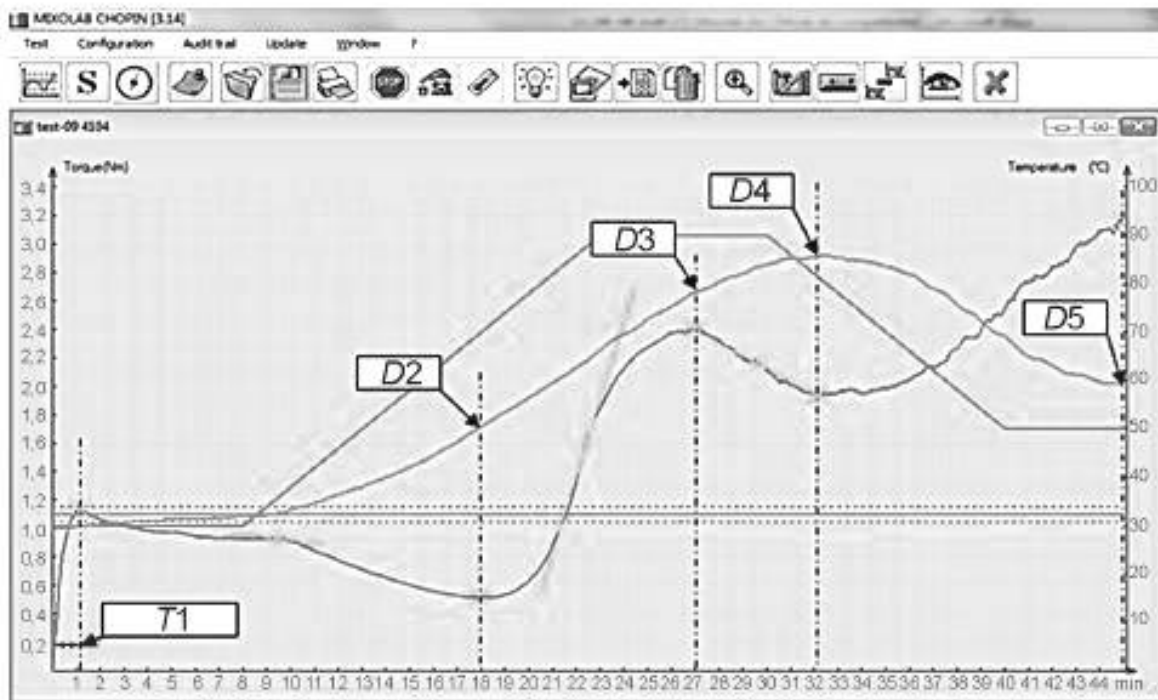 MIXOLAB CHOPIN [3.14]
Test Configuration Audit trail Update Window ?
S
STOP
test-09 4104
Torque(Nm) Temperature (°C)
3.4
3.2
3.0
2.8
2.6
2.4
2.2
2.0
1.8
1.6
1.4
1.2
1.0
0.8
0.6
0.4
0.2
100
90
80
70
60
50
40
30
20
10
D4
D3
D5
D2
T1
1 2 3 4 5 6 7 8 9 10 11 12 13 14 15 16 17 18 19 20 21 22 23 24 25 26 27 28 29 30 31 32 33 34 35 36 37 38 39 40 41 42 43 44 min